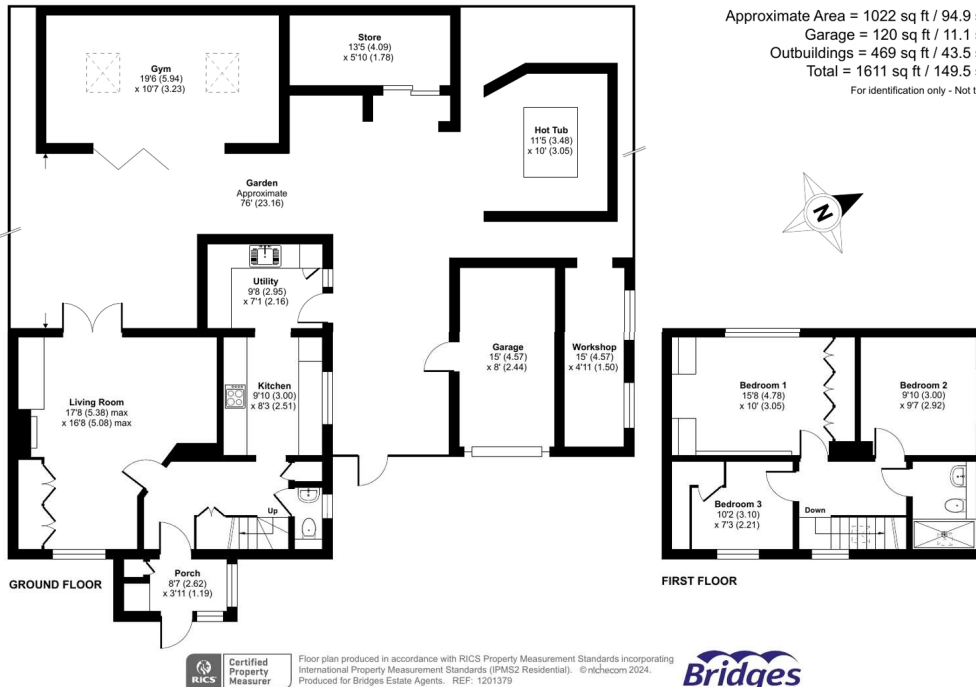 Approximate Area = 1022 sq ft / 94.9
Garage = 120 sq ft / 11.1
Outbuildings = 469 sq ft / 43.5
Total = 1611 sq ft / 149.5
For identification only - Not
Store
13'5 (4.09)
x 5'10 (1.78)
Gym
19'6 (5.94)
x 10'7 (3.23)
Hot Tub
11'5 (3.48)
x 10' (3.05)
Garden
Approximate
76' (23.16)
N
Utility
9'8 (2.95)
x 7'1 (2.16)
Garage
15' (4.57)
x 8' (2.44)
Workshop
15' (4.57)
x 4'11 (1.50)
Kitchen
9'10 (3.00)
x 8'3 (2.51)
Living Room
17'8 (5.38) max
x 16'8 (5.08) max
Up
Porch
8'7 (2.62)
x 3'11 (1.19)
GROUND FLOOR
Bedroom 1
15'8 (4.78)
x 10' (3.05)
Bedroom 2
9'10 (3.00)
x 9'7 (2.92)
Bedroom 3
10'2 (3.10)
x 7'3 (2.21)
Down
FIRST FLOOR
RICS
Certified
Property
Measurer
Floor plan produced in accordance with RICS Property Measurement Standards incorporating
International Property Measurement Standards (IPMS2 Residential). ©nichecom 2024.
Produced for Bridges Estate Agents. REF: 1201379
Bridges